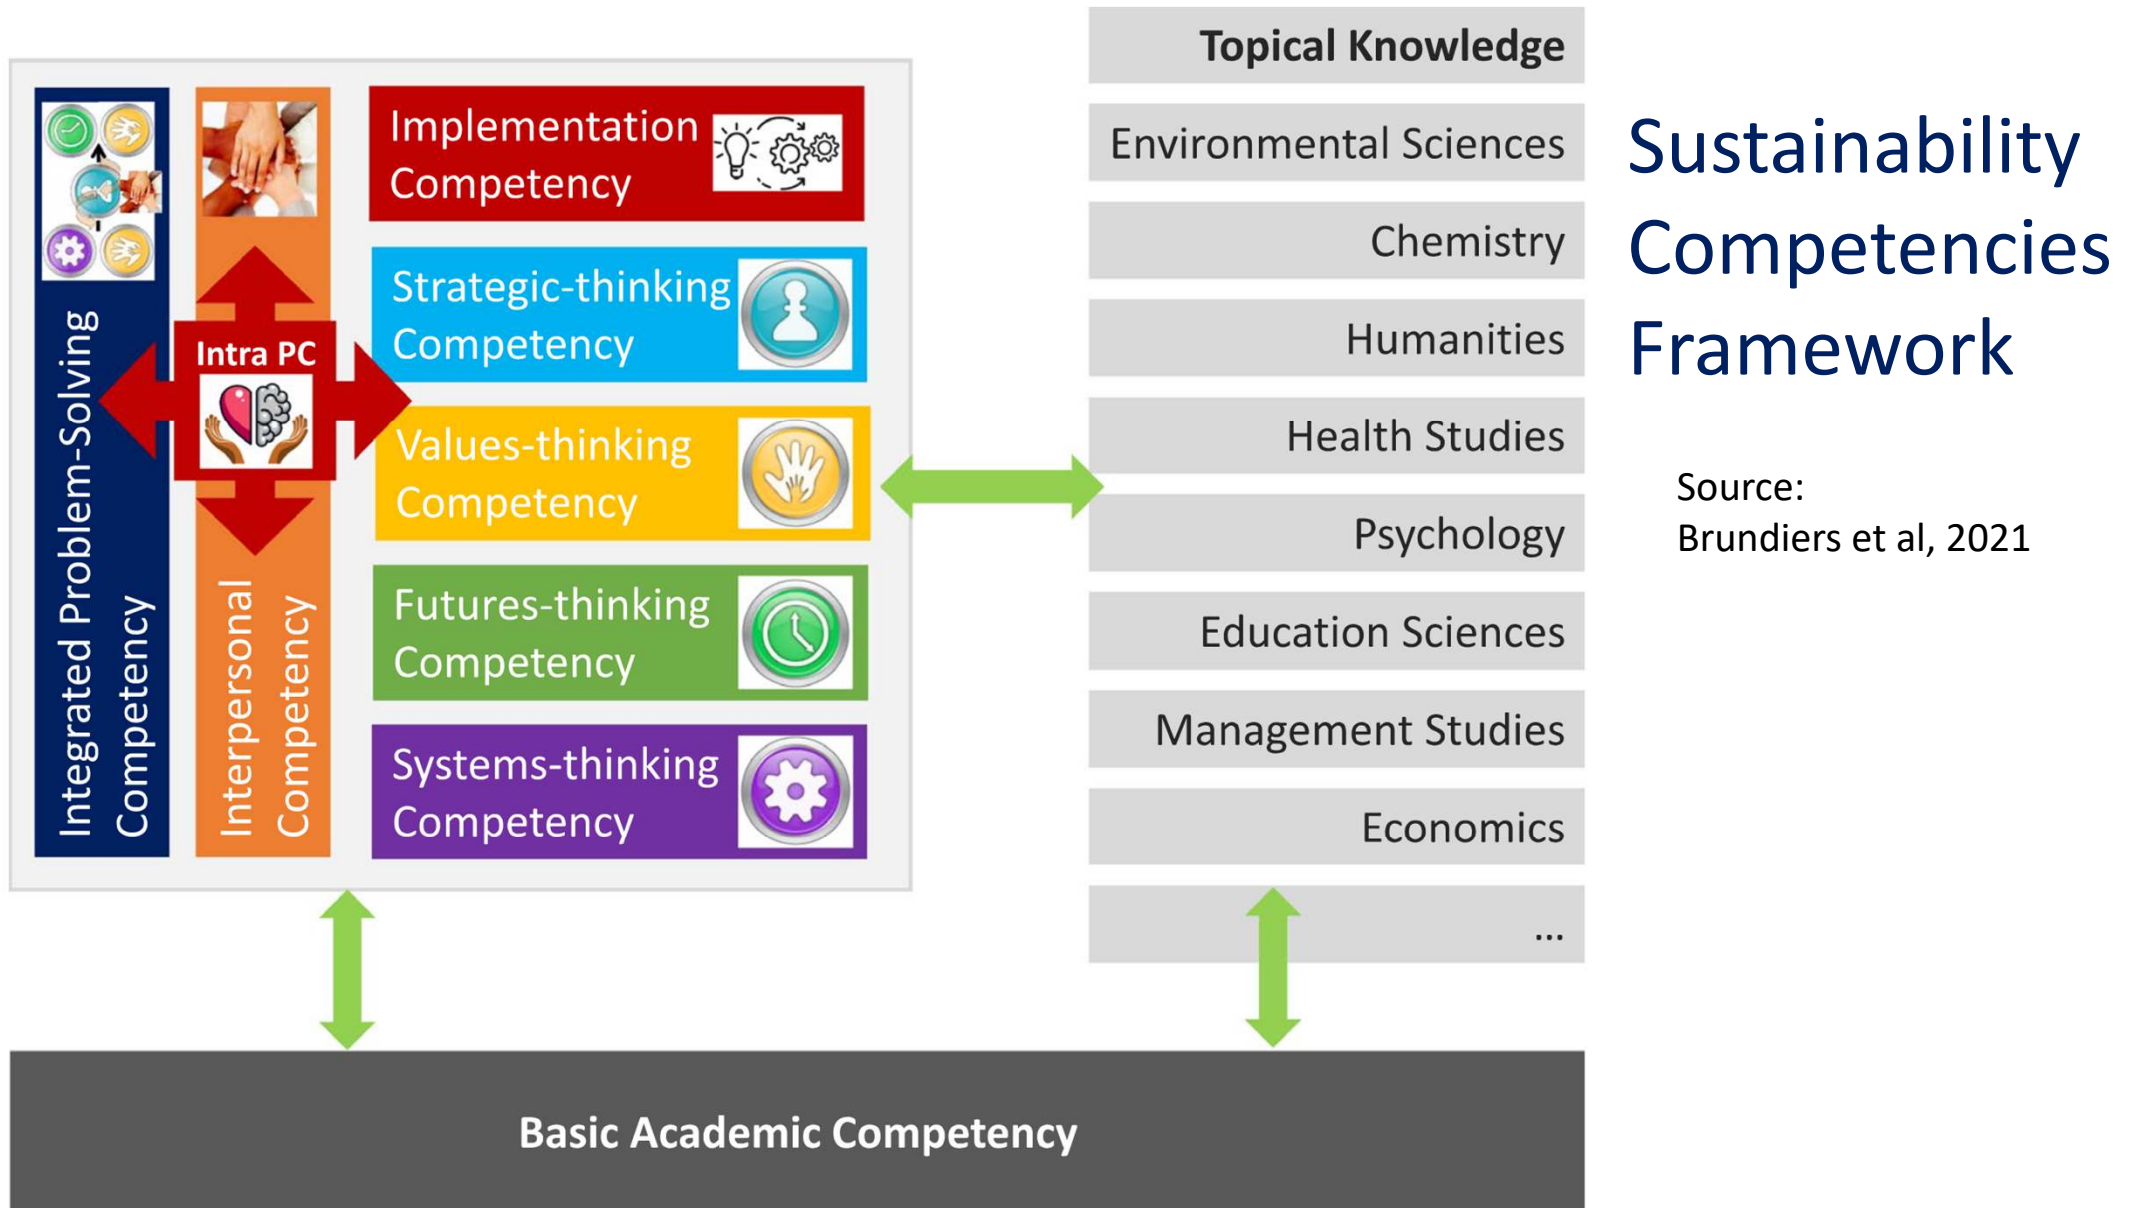 Integrated Problem-Solving
Competency
Interpersonal
Competency
Intra PC
Implementation
Competency
Strategic-thinking
Competency
Values-thinking
Competency
Futures-thinking
Competency
Systems-thinking
Competency
Topical Knowledge
Environmental Sciences
Chemistry
Humanities
Health Studies
Psychology
Education Sciences
Management Studies
Economics
...
Basic Academic Competency
Sustainability
Competencies
Framework
Source:
Brundiers et al, 2021